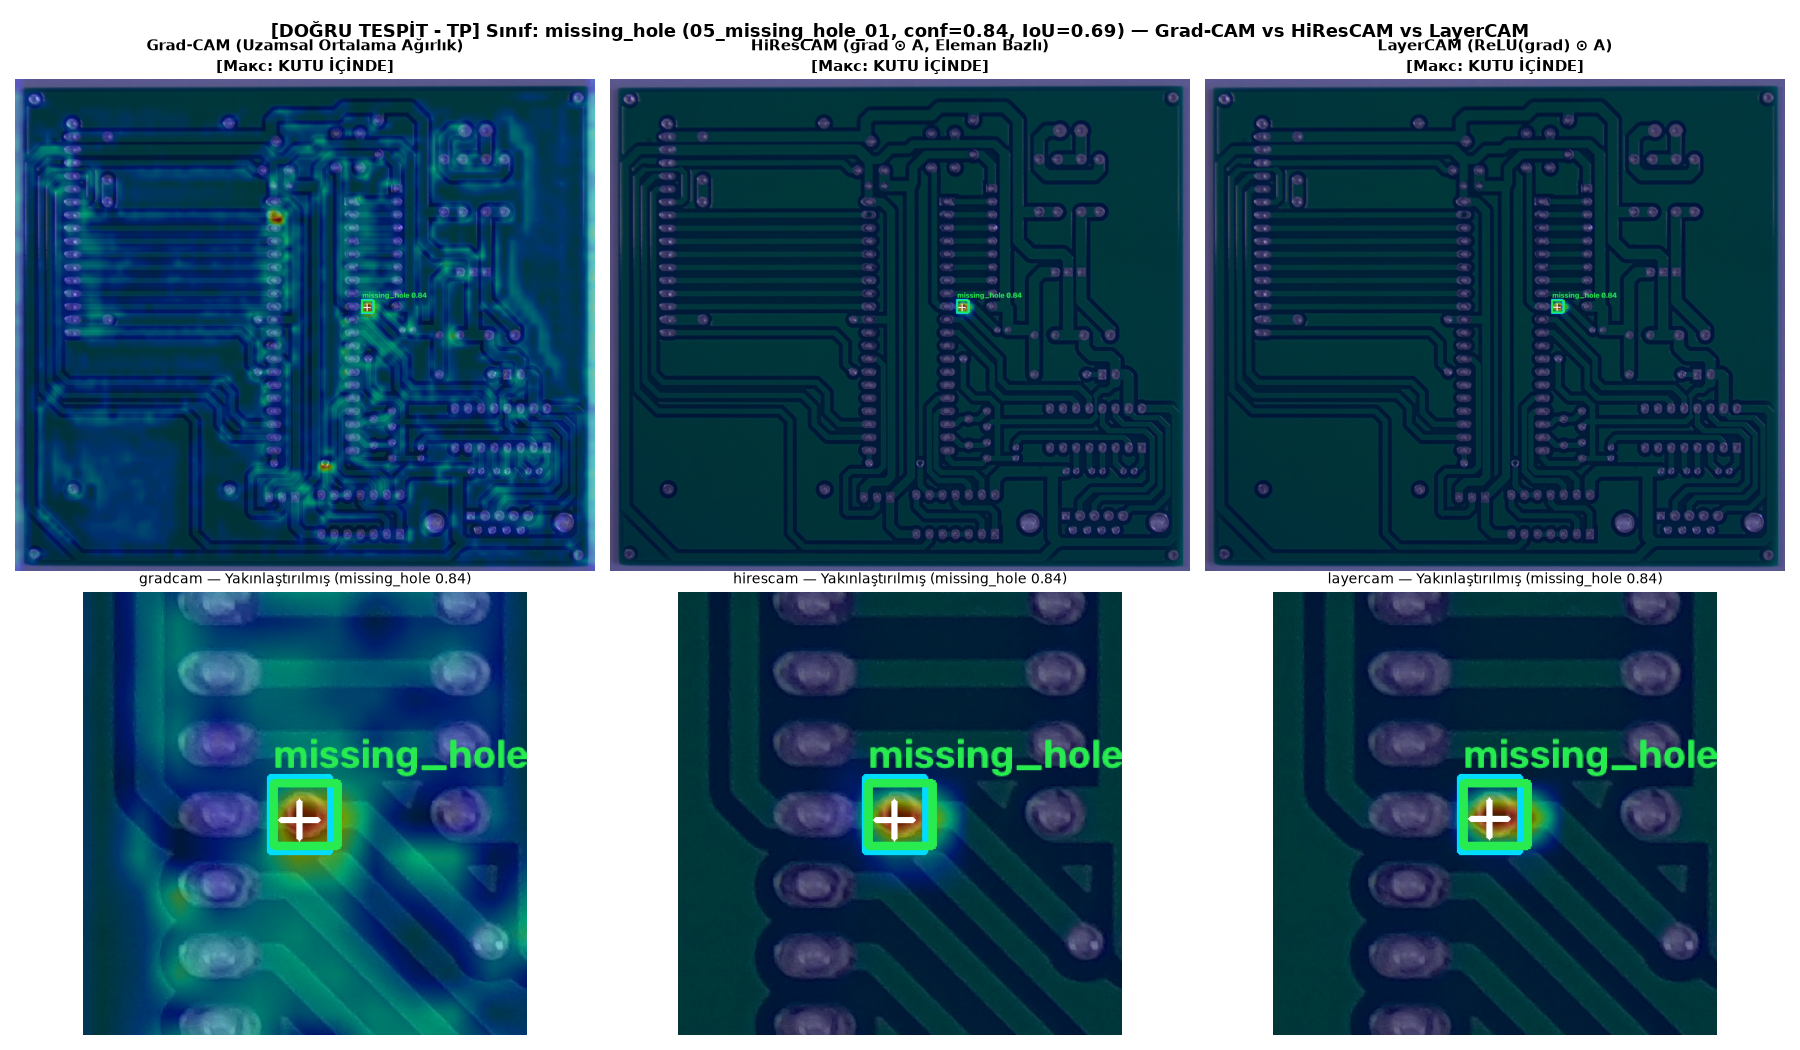 [DOĞRU TESPİT - TP] Sınıf: missing_hole (05_missing_hole_01, conf=0.84, IoU=0.69) — Grad-CAM vs HiResCAM vs LayerCAM
Grad-CAM (Uzamsal Ortalama Ağırlık)
[Макс: KUTU İÇİNDE]
HiResCAM (grad ⊙ A, Eleman Bazlı)
[Макс: KUTU İÇİNDE]
LayerCAM (ReLU(grad) ⊙ A)
[Макс: KUTU İÇİNDE]
missing_hole 0.84
missing_hole 0.84
missing_hole 0.84
gradcam — Yakınlaştırılmış (missing_hole 0.84)
hirescam — Yakınlaştırılmış (missing_hole 0.84)
layercam — Yakınlaştırılmış (missing_hole 0.84)
missing_hole
missing_hole
missing_hole